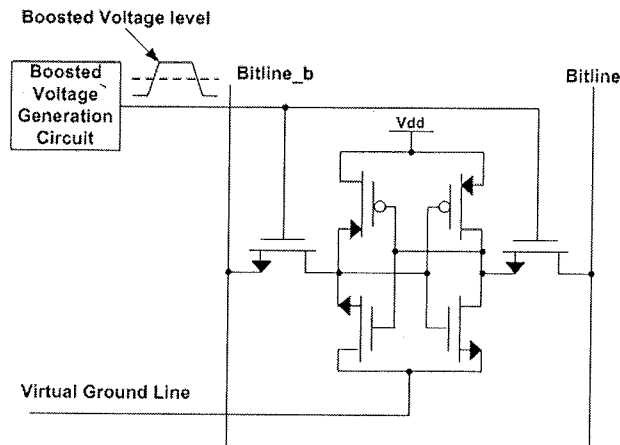 Boosted Voltage level
Boosted
Voltage
Generation
Circuit
Bitline_b
Bitline
Vdd
Virtual Ground Line